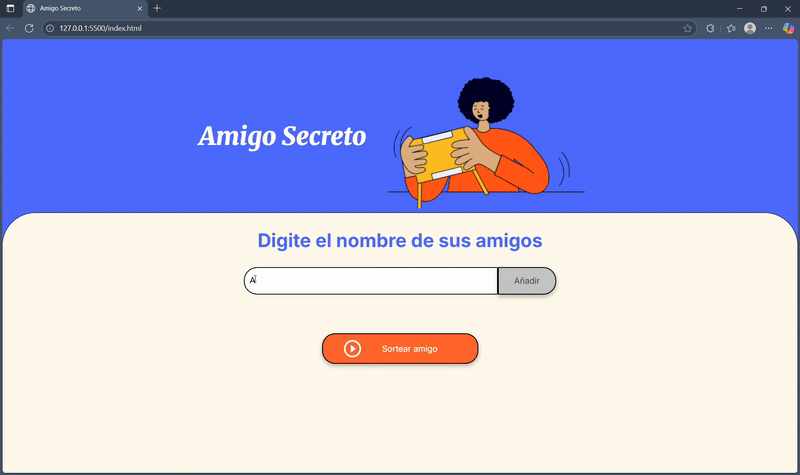 Amigo Secreto
127.0.0.1:5500/index.html
Amigo Secreto
Digite el nombre de sus amigos
A
Añadir
Sortear amigo